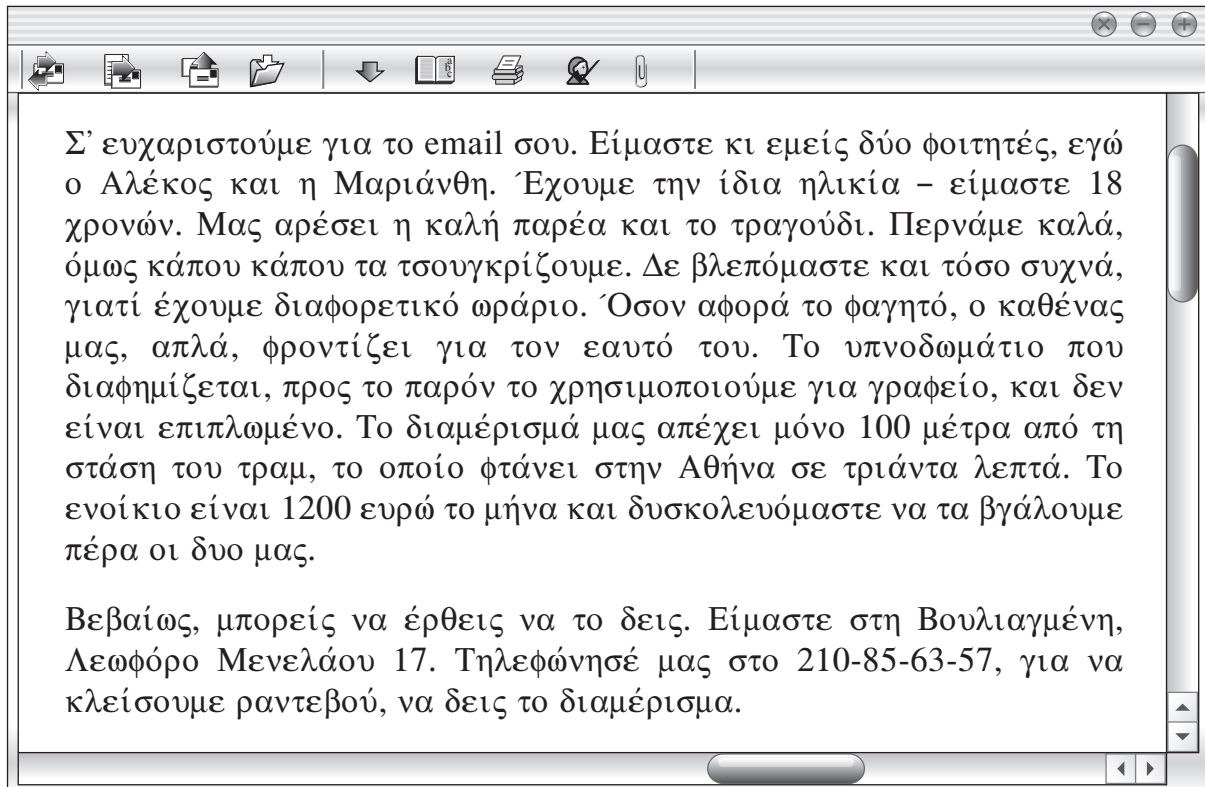 Σ' ευχαριστούμε για το email σου. Είμαστε κι εμείς δύο φοιτητές, εγώ
ο Αλέκος και η Μαριάνθη. Έχουμε την ίδια ηλικία – είμαστε 18
χρονών. Μας αρέσει η καλή παρέα και το τραγούδι. Περνάμε καλά,
όμως κάπου κάπου τα τσουγκρίζουμε. Δε βλεπόμαστε και τόσο συχνά,
γιατί έχουμε διαφορετικό ωράριο. Όσον αφορά το φαγητό, ο καθένας
μας, απλά, φροντίζει για τον εαυτό του. Το υπνοδωμάτιο που
διαφημίζεται, προς το παρόν το χρησιμοποιούμε για γραφείο, και δεν
είναι επιπλωμένο. Το διαμέρισμά μας απέχει μόνο 100 μέτρα από τη
στάση του τραμ, το οποίο φτάνει στην Αθήνα σε τριάντα λεπτά. Το
ενοίκιο είναι 1200 ευρώ το μήνα και δυσκολευόμαστε να τα βγάλουμε
πέρα οι δυο μας.
Βεβαίως, μπορείς να έρθεις να το δεις. Είμαστε στη Βουλιαγμένη,
Λεωφόρο Μενελάου 17. Τηλεφώνησέ μας στο 210-85-63-57, για να
κλείσουμε ραντεβού, να δεις το διαμέρισμα.